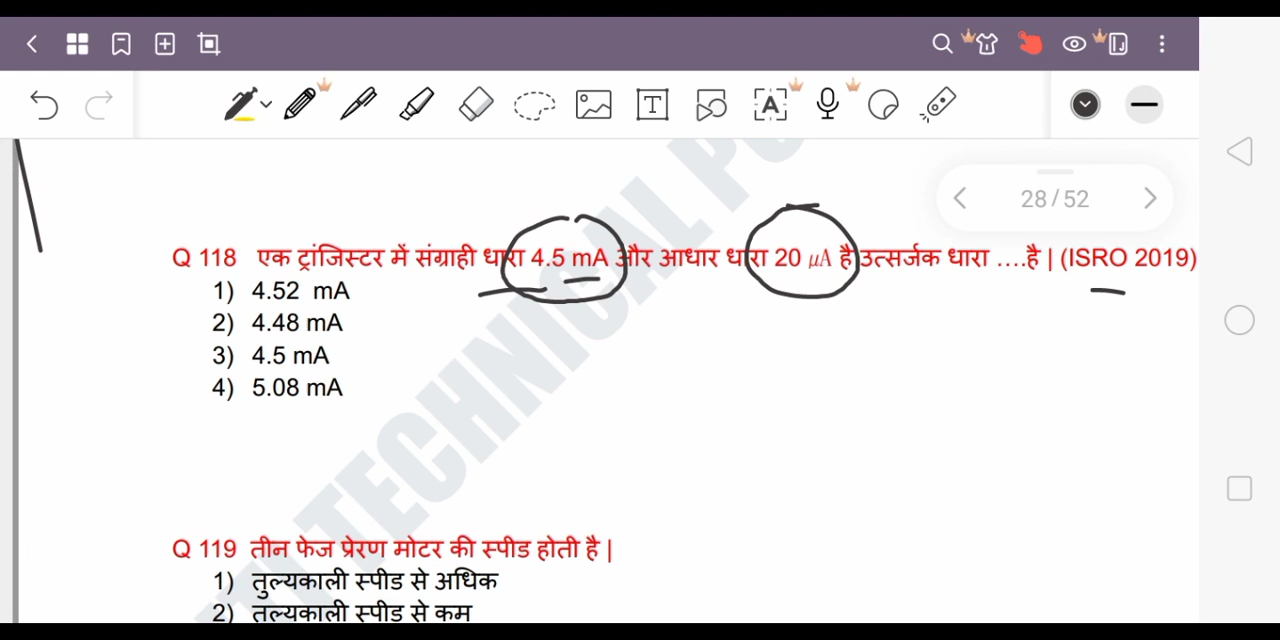 28/52
Q 118 एक ट्रांजिस्टर में संग्राही धारा 4.5 mA और आधार धारा 20 μA है उत्सर्जक धारा ....है | (ISRO 2019)
1) 4.52 mA
2) 4.48 mA
3) 4.5 mA
4) 5.08 mA
Q 119 तीन फेज प्रेरण मोटर की स्पीड होती है |
1) तुल्यकाली स्पीड से अधिक
2) तुल्यकाली स्पीड से कम
TECHNICAL